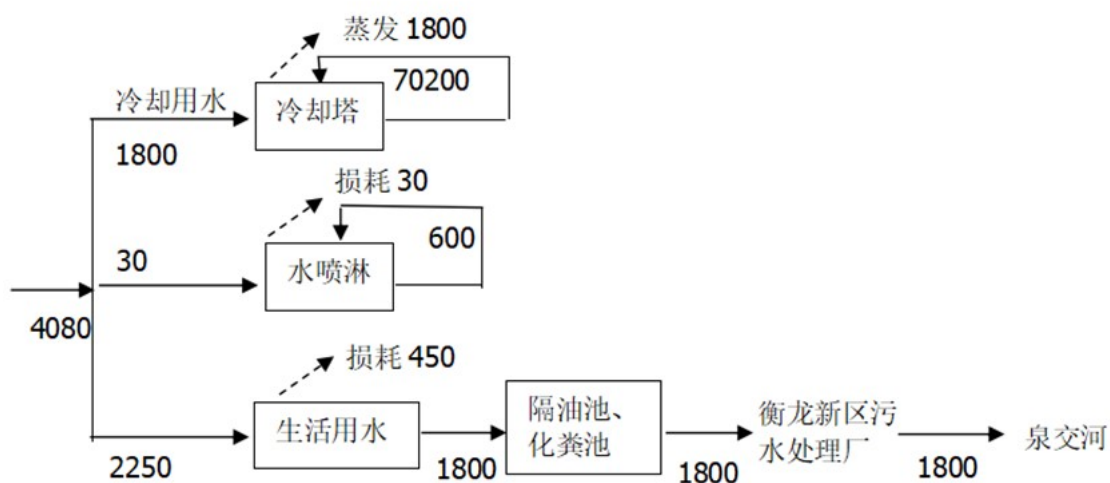 蒸发 1800
70200
冷却用水
冷却塔
1800
损耗 30
600
30
水喷淋
4080
损耗 450
生活用水
隔油池、
化粪池
衡龙新区污
水处理厂
泉交河
2250
1800
1800
1800